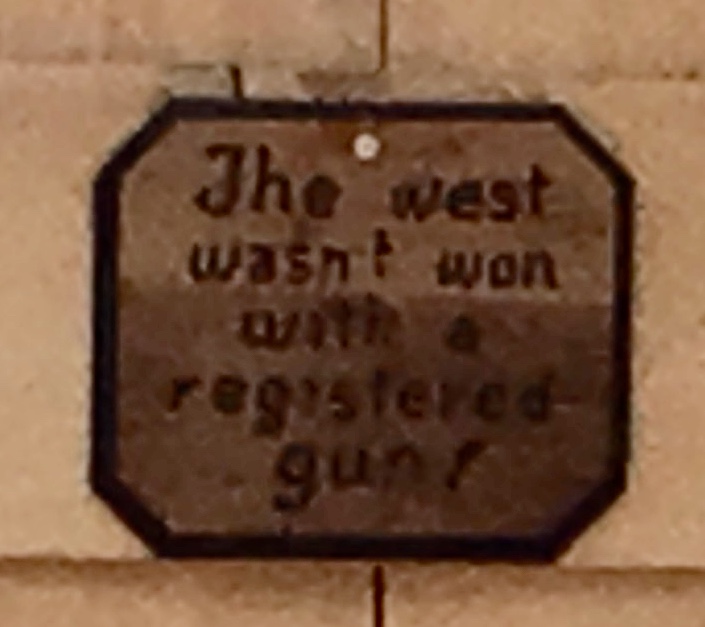 The west
wasn't won
with a
registered
gun!